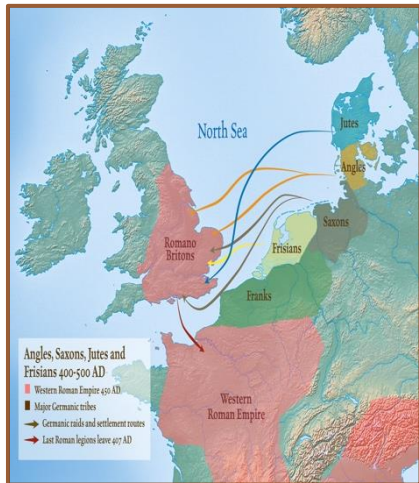 North Sea
Jutes
Angles
Saxons
Romano
Britons
Frisians
Franks
Western
Roman Empire
Angles, Saxons, Jutes and
Frisians 400-500 AD
Western Roman Empire 450 AD
Major Germanic tribes
Germanic raids and settlement routes
Last Roman legions leave 407 AD